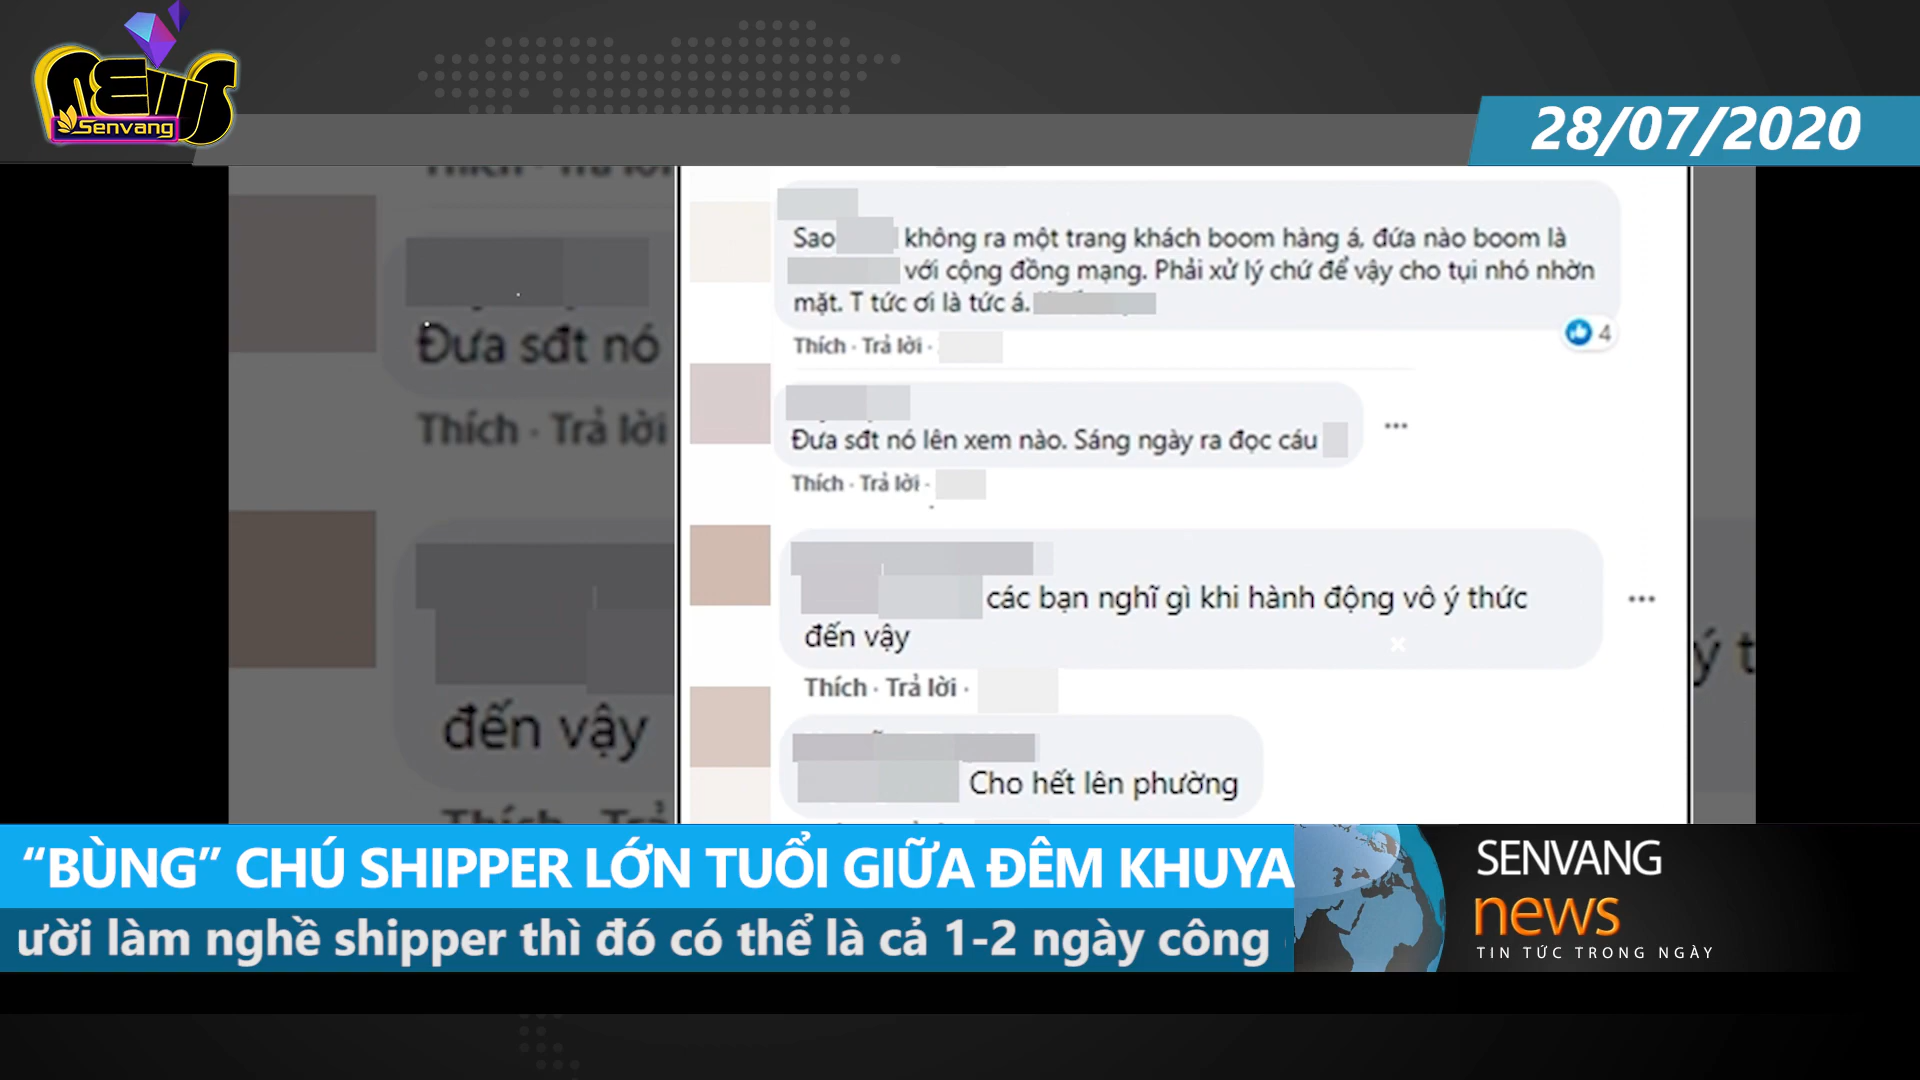 NEWS
Senvang
28/07/2020
Thích · Trả lời
Đưa sđt nó
Thích · Trả lời
đến vậy
Thích · Trả
ý t
Sao không ra một trang khách boom hàng á, đứa nào boom là
với cộng đồng mạng. Phải xử lý chứ để vậy cho tụi nhó nhờn
mặt. T tức ơi là tức á.
Thích · Trả lời ·
4
Đưa sđt nó lên xem nào. Sáng ngày ra đọc cáu
Thích · Trả lời ·
các bạn nghĩ gì khi hành động vô ý thức
đến vậy
Thích · Trả lời ·
Cho hết lên phường
“BÙNG” CHÚ SHIPPER LỚN TUỔI GIỮA ĐÊM KHUYA
ười làm nghề shipper thì đó có thể là cả 1-2 ngày công
SENVANG
news
TIN TỨC TRONG NGÀY